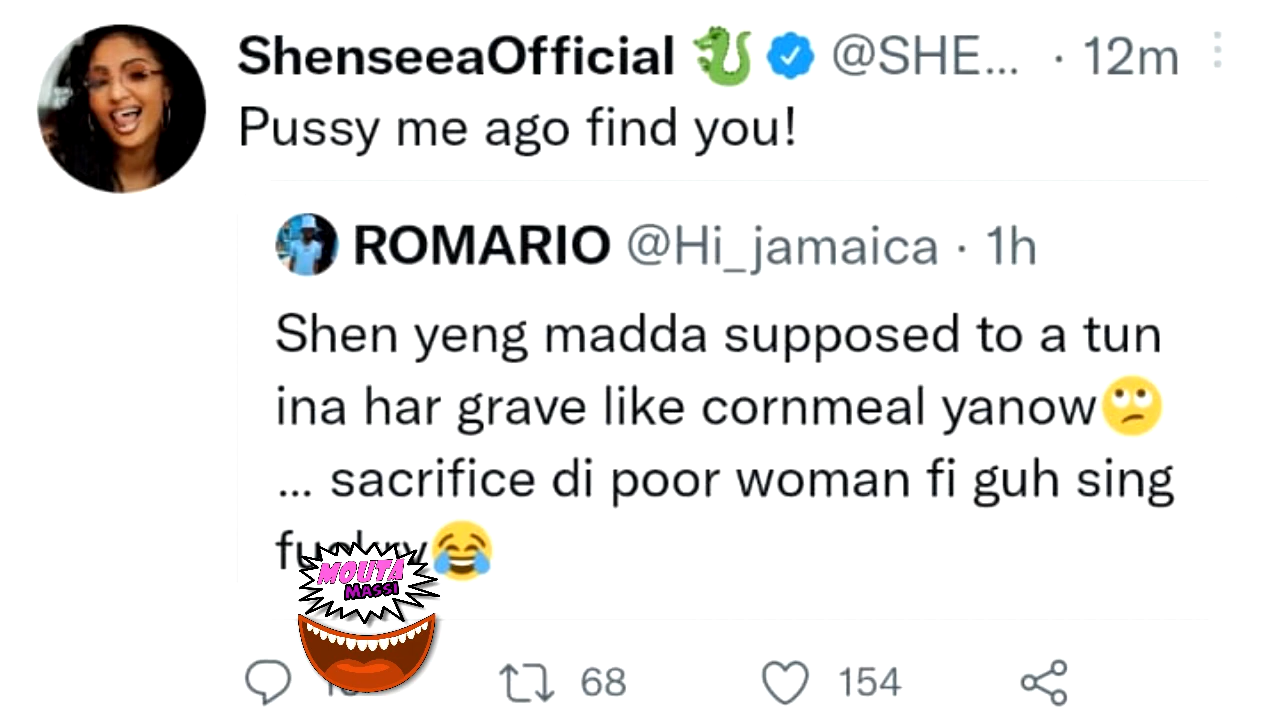 ShenseeaOfficial 🐉 @SHE... · 12m
Pussy me ago find you!
ROMARIO @Hi_jamaica · 1h
Shen yeng madda supposed to a tun
ina har grave like cornmeal yanow🙄
... sacrifice di poor woman fi guh sing
😂
MOUTA
MASSI
68 154